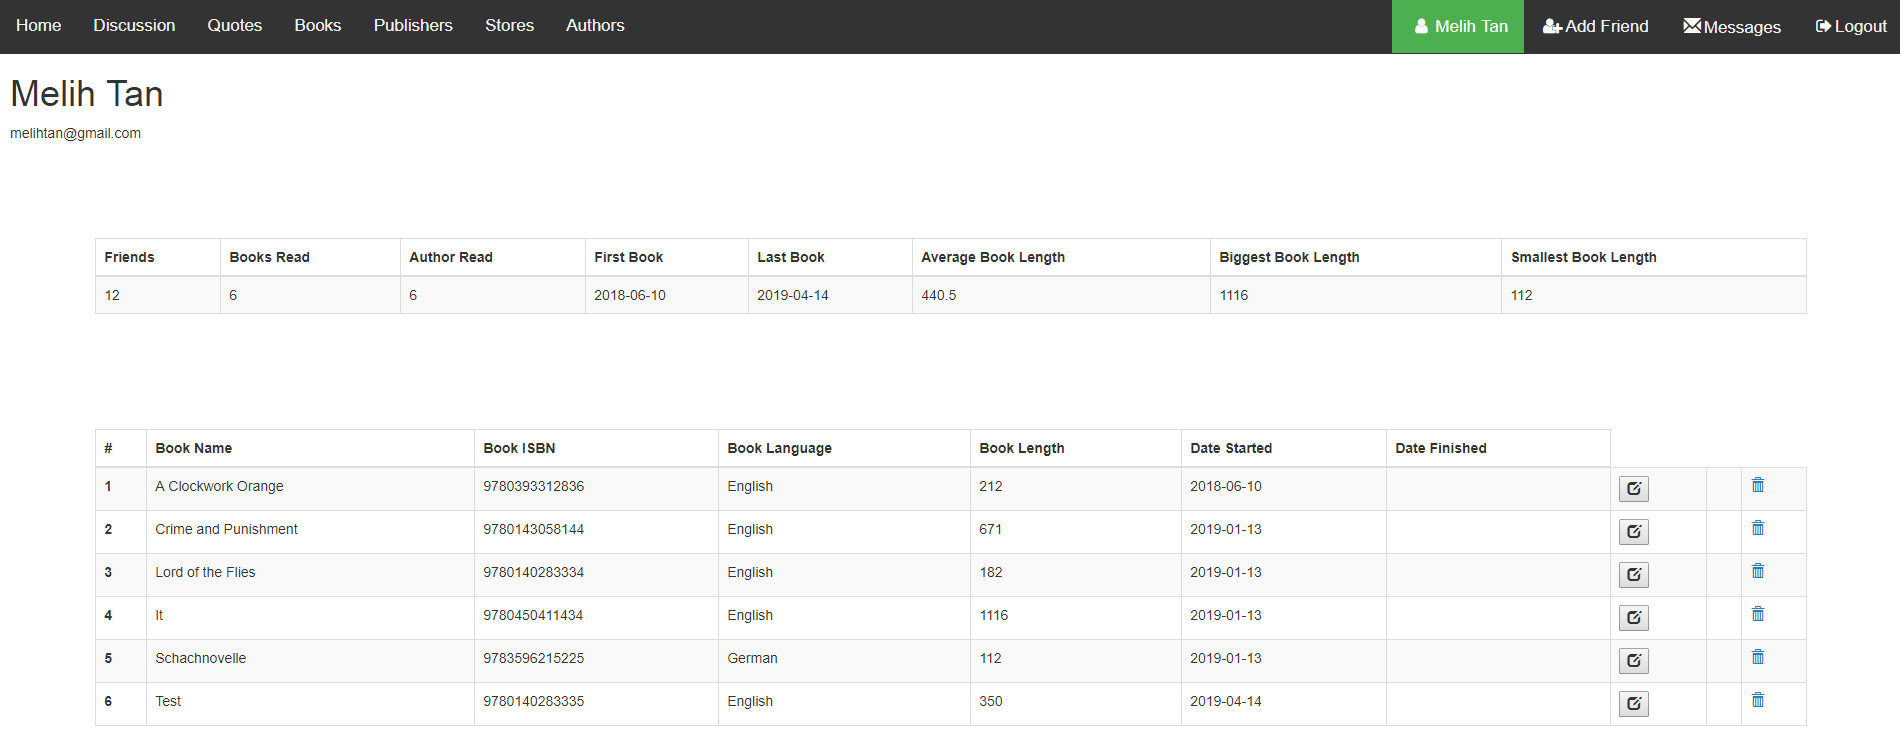 Home Discussion Quotes Books Publishers Stores Authors Melih Tan Add Friend Messages Logout
Melih Tan
melihtan@gmail.com
Friends Books Read Author Read First Book Last Book Average Book Length Biggest Book Length Smallest Book Length
12 6 6 2018-06-10 2019-04-14 440.5 1116 112
# Book Name Book ISBN Book Language Book Length Date Started Date Finished
1 A Clockwork Orange 9780393312836 English 212 2018-06-10
2 Crime and Punishment 9780143058144 English 671 2019-01-13
3 Lord of the Flies 9780140283334 English 182 2019-01-13
4 It 9780450411434 English 1116 2019-01-13
5 Schachnovelle 9783596215225 German 112 2019-01-13
6 Test 9780140283335 English 350 2019-04-14